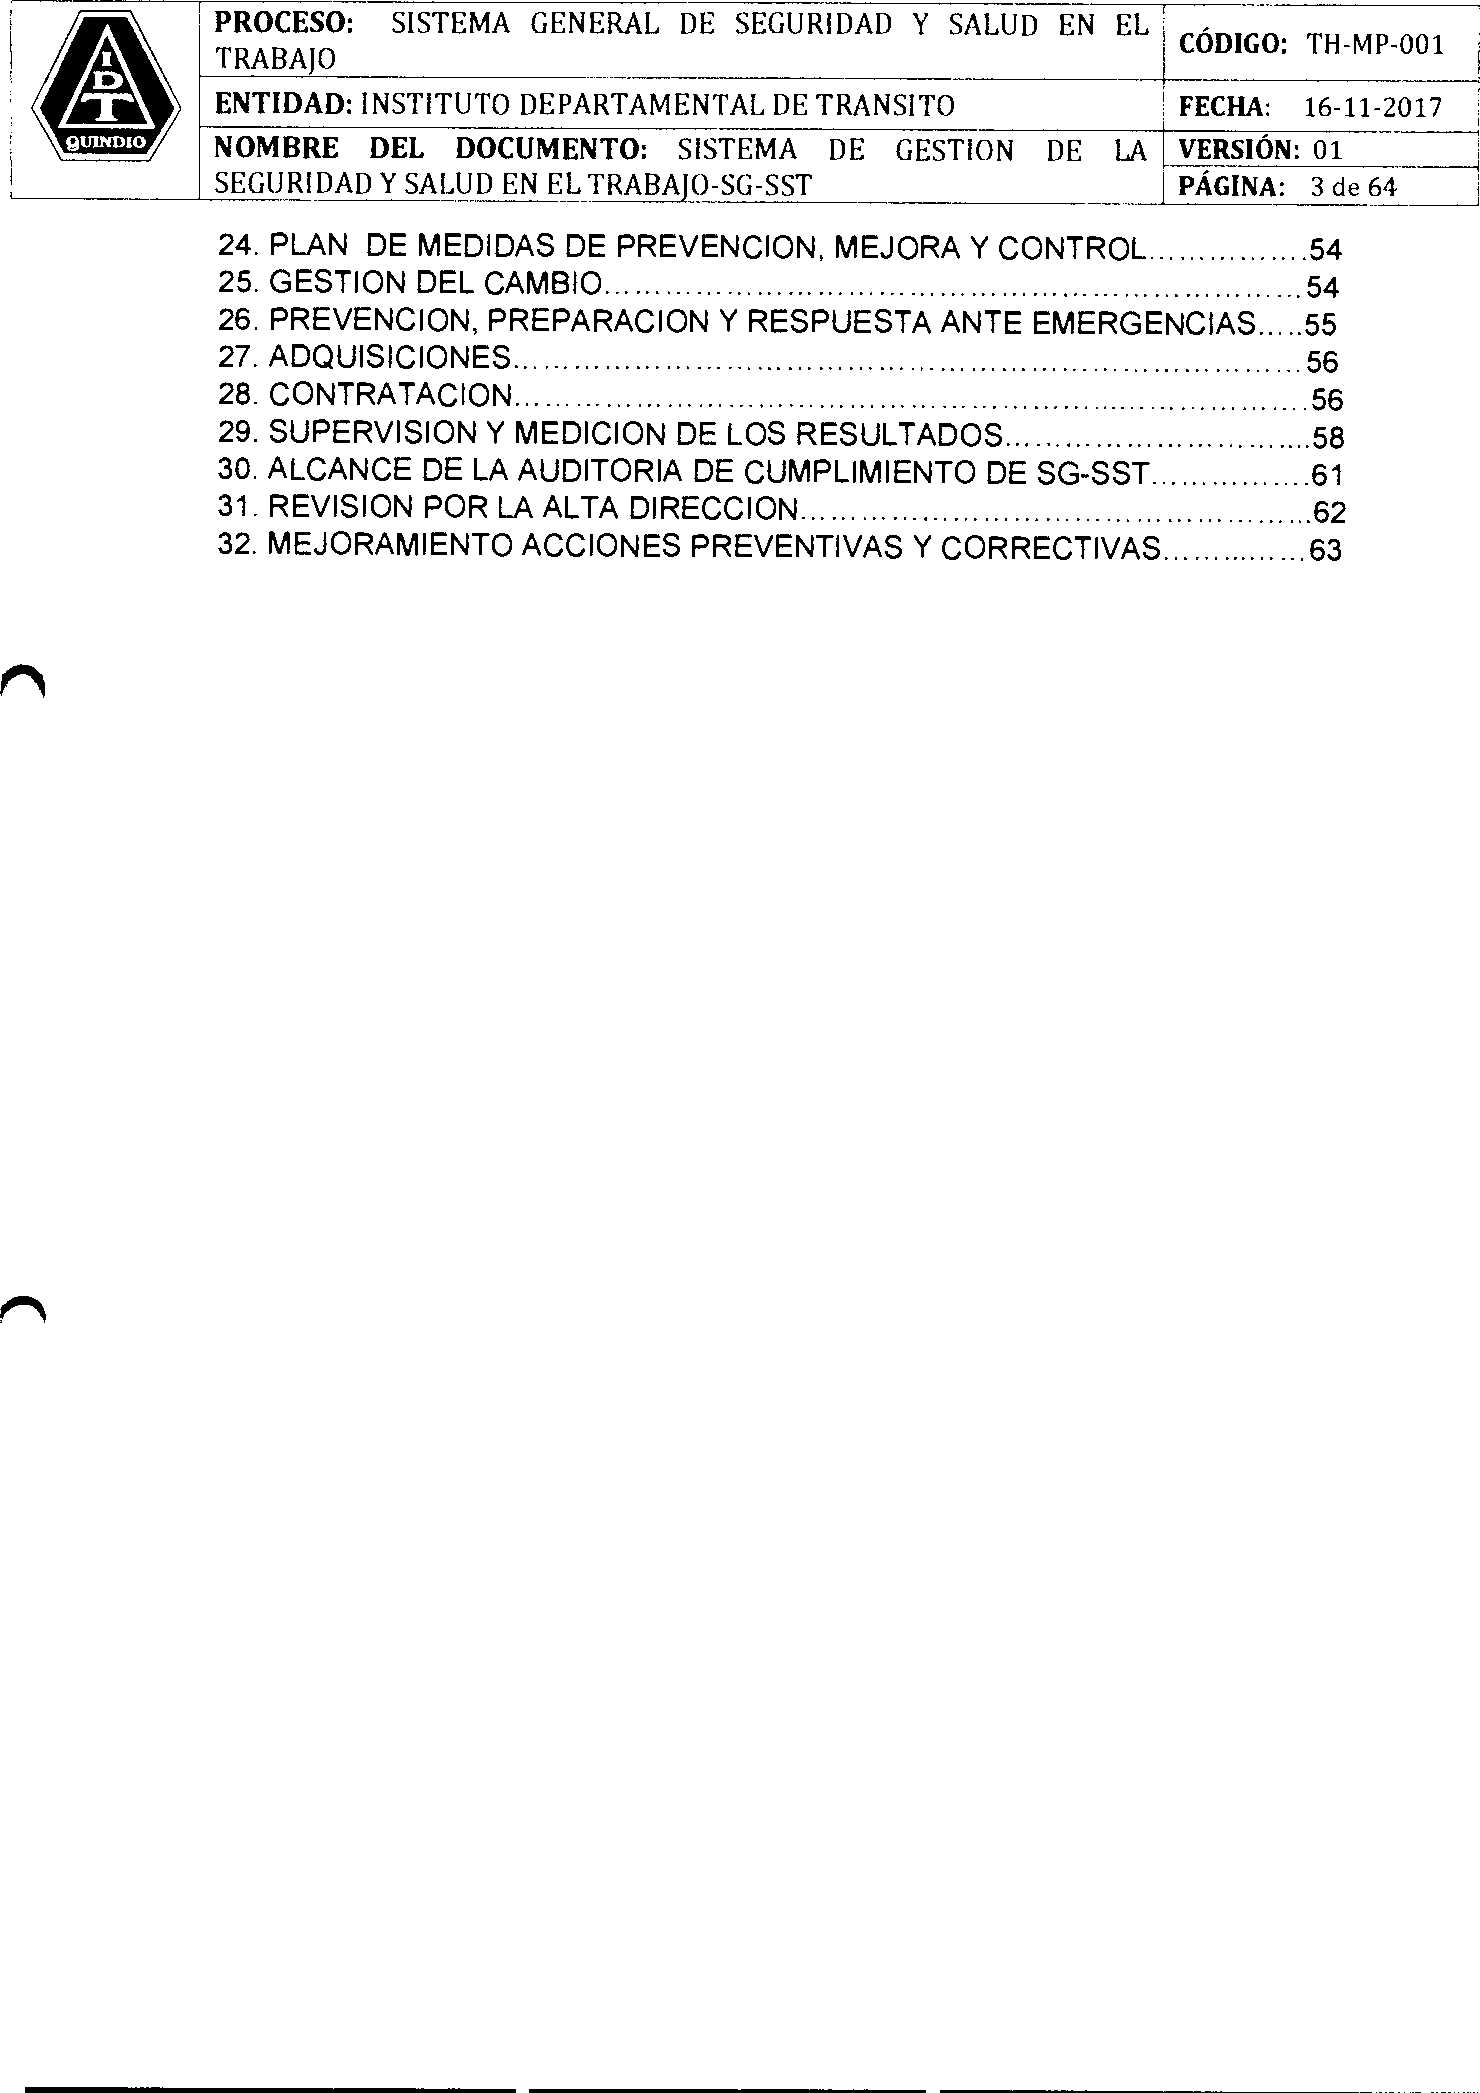 I
D
T
QUINDIO
PROCESO: SISTEMA GENERAL DE SEGURIDAD Y SALUD EN EL
TRABAJO
CÓDIGO: TH-MP-001
ENTIDAD: INSTITUTO DEPARTAMENTAL DE TRANSITO
FECHA: 16-11-2017
NOMBRE DEL DOCUMENTO: SISTEMA DE GESTION DE LA
SEGURIDAD Y SALUD EN EL TRABAJO-SG-SST
VERSIÓN: 01
PÁGINA: 3 de 64
24. PLAN DE MEDIDAS DE PREVENCION, MEJORA Y CONTROL................54
25. GESTION DEL CAMBIO......................................................................54
26. PREVENCION, PREPARACION Y RESPUESTA ANTE EMERGENCIAS.....55
27. ADQUISICIONES...............................................................................56
28. CONTRATACION................................................................................56
29. SUPERVISION Y MEDICION DE LOS RESULTADOS..............................58
30. ALCANCE DE LA AUDITORIA DE CUMPLIMIENTO DE SG-SST................61
31. REVISION POR LA ALTA DIRECCION...................................................62
32. MEJORAMIENTO ACCIONES PREVENTIVAS Y CORRECTIVAS...............63